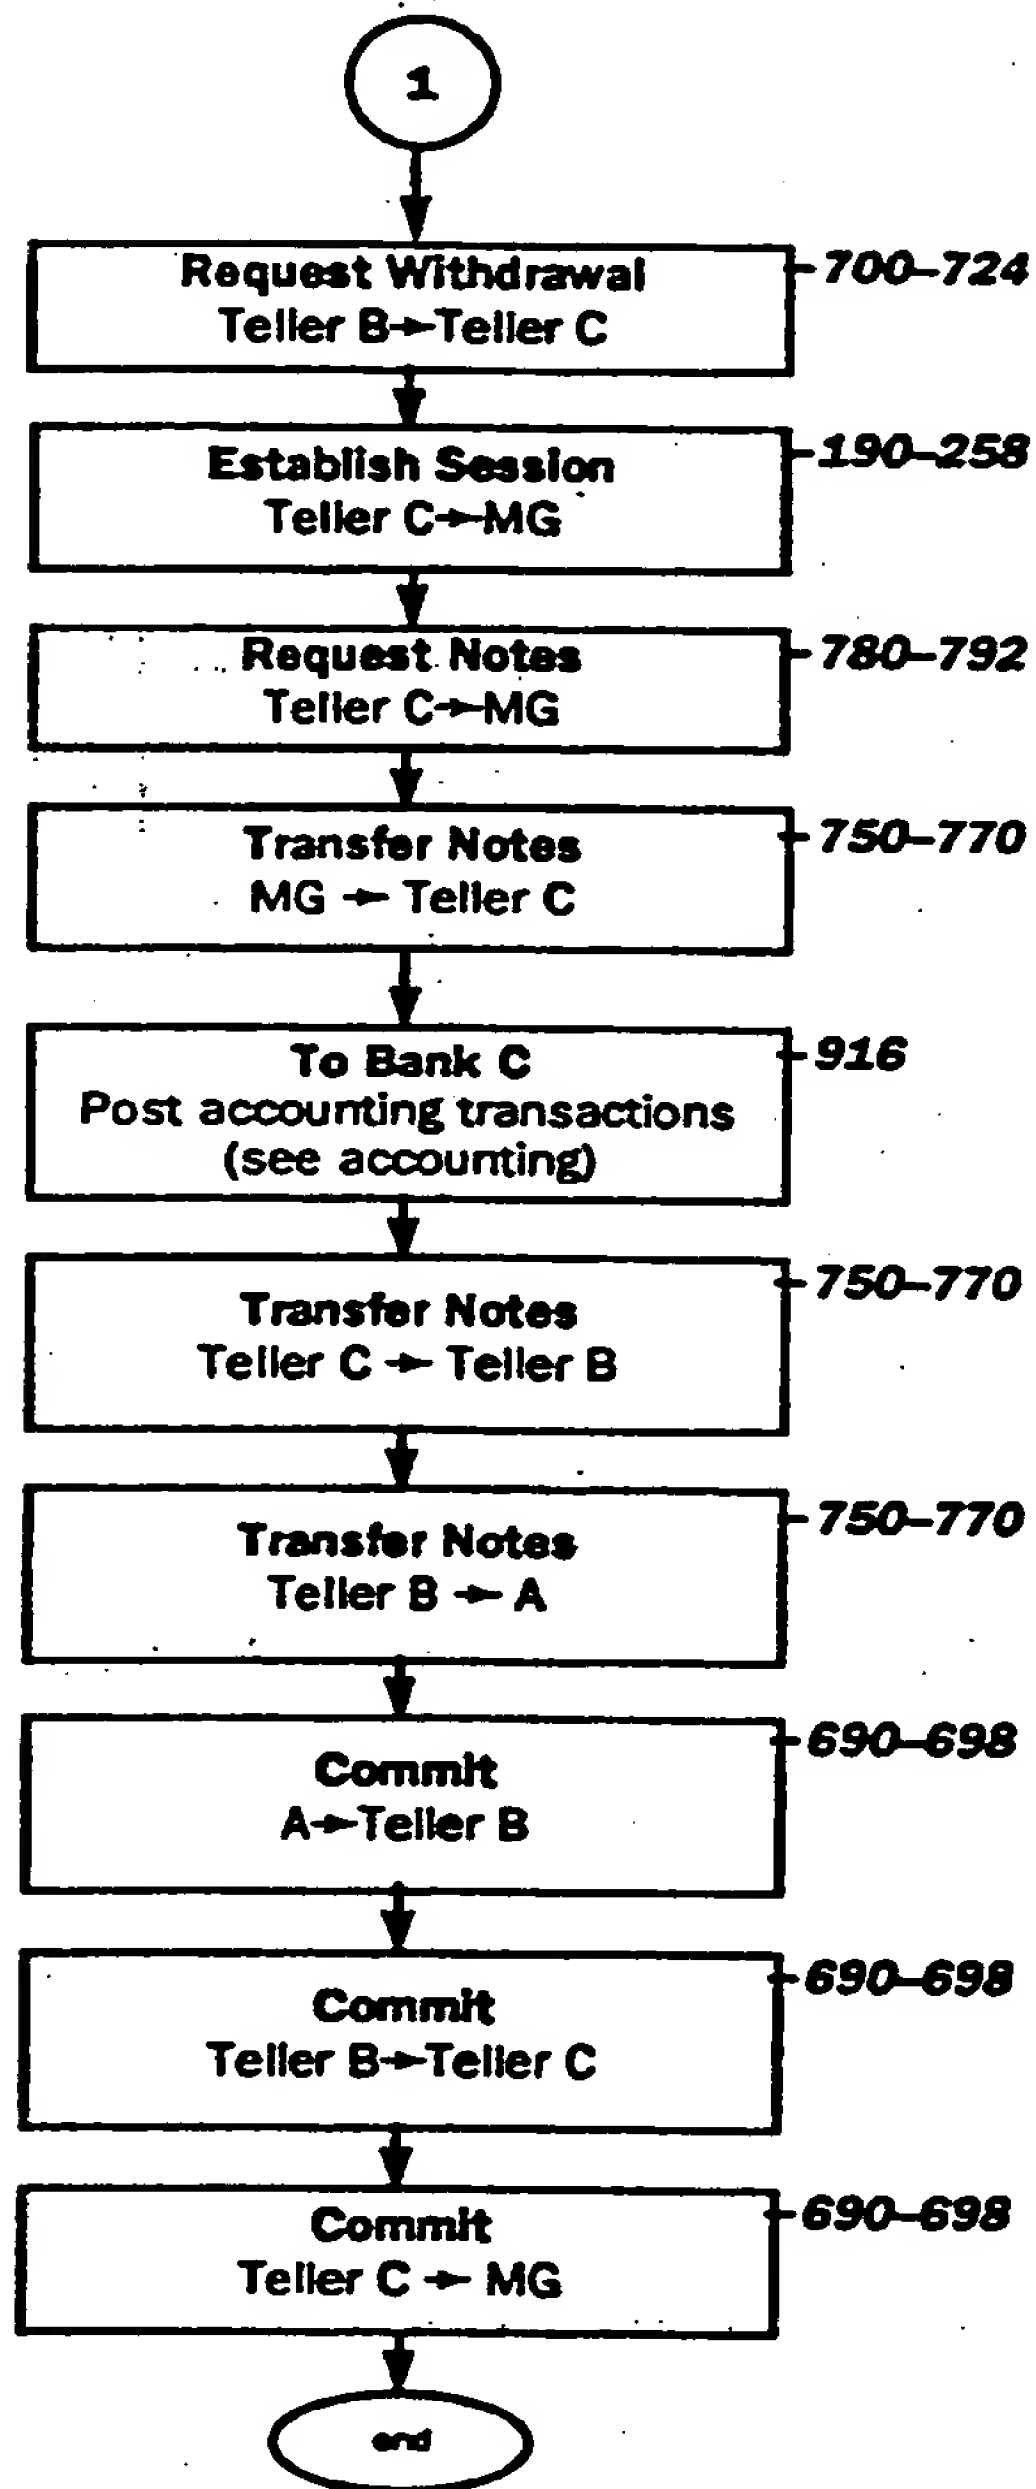 1
Request Withdrawal
Teller B→Teller C
700–724
Establish Session
Teller C→MG
190–258
Request Notes
Teller C→MG
780–792
Transfer Notes
MG → Teller C
750–770
To Bank C
Post accounting transactions
(see accounting)
916
Transfer Notes
Teller C → Teller B
750–770
Transfer Notes
Teller B → A
750–770
Commit
A→Teller B
690–698
Commit
Teller B→Teller C
690–698
Commit
Teller C → MG
690–698
end